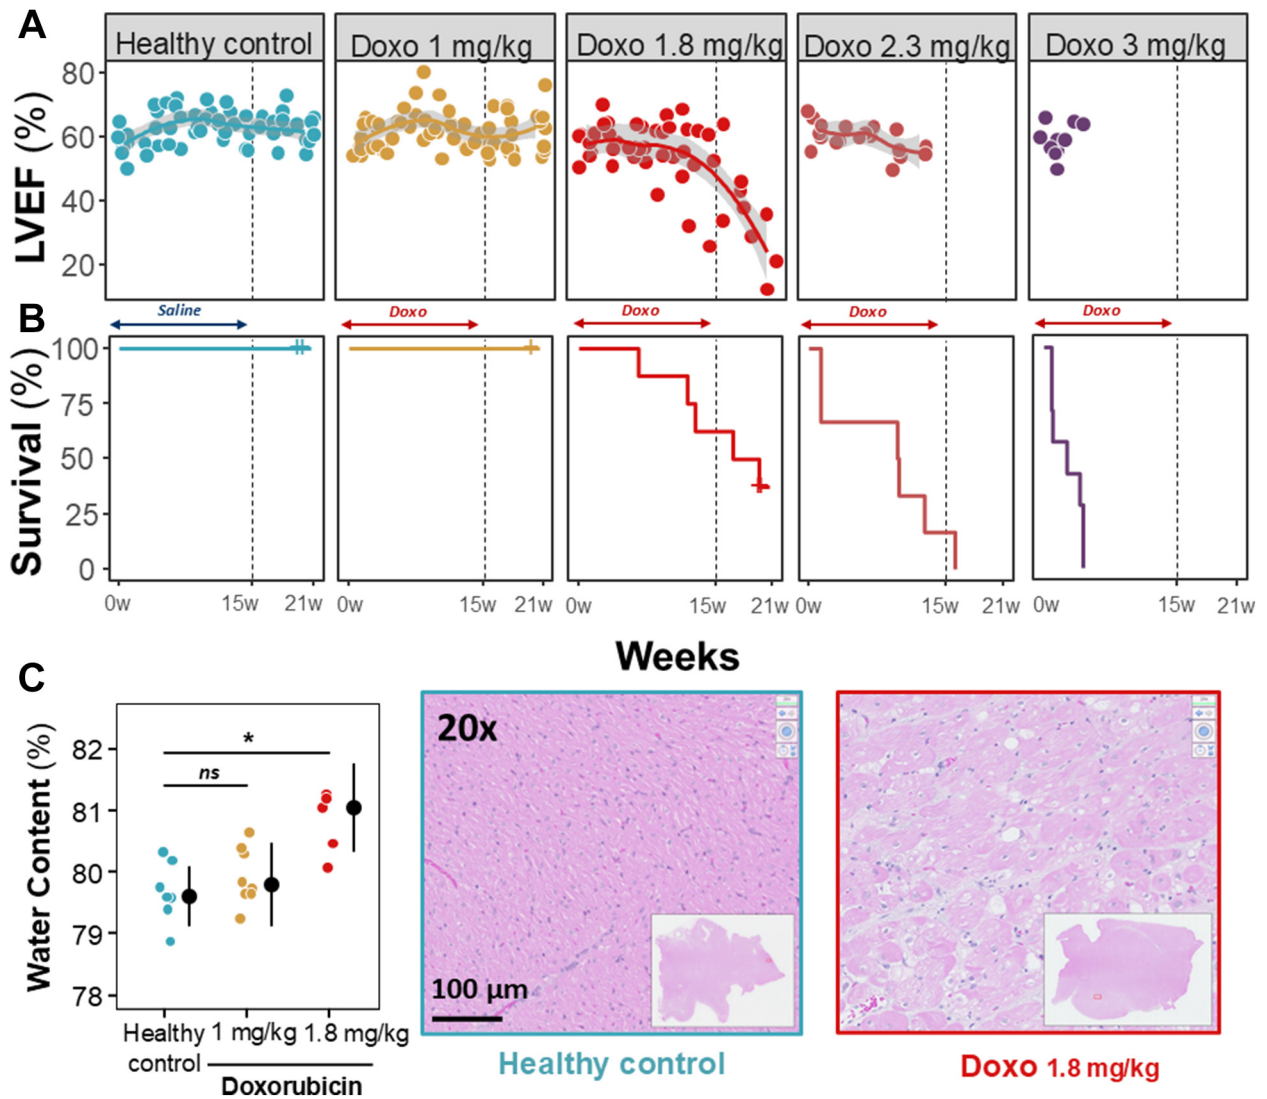 A
Healthy control
Doxo 1 mg/kg
Doxo 1.8 mg/kg
Doxo 2.3 mg/kg
Doxo 3 mg/kg
LVEF (%)
80
60
40
20
B
Saline
Doxo
Doxo
Doxo
Doxo
Survival (%)
100
75
50
25
0
0w 15w 21w
0w 15w 21w
0w 15w 21w
0w 15w 21w
0w 15w 21w
Weeks
C
Water Content (%)
82
81
80
79
78
*
ns
Healthy control
1 mg/kg
1.8 mg/kg
Doxorubicin
20x
100 µm
Healthy control
Doxo 1.8 mg/kg